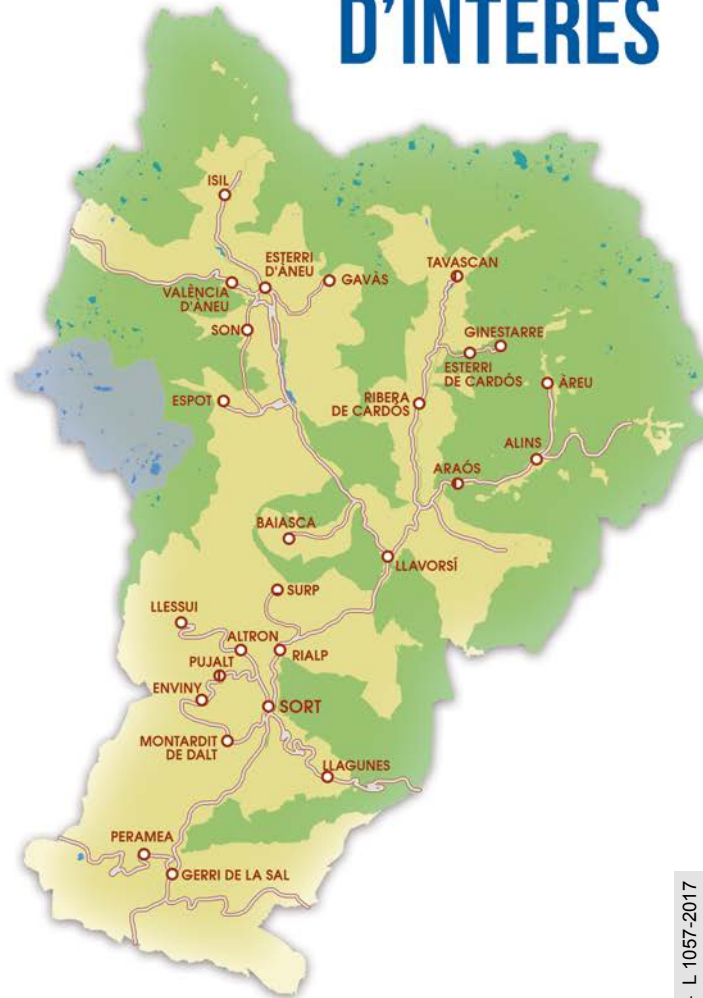 D'INTERÈS
ISIL
ESTERRI
D'ÀNEU
GAVÀS
TAVASCAN
VALÈNCIA
D'ÀNEU
SON
GINESTARRE
ESTERRI
DE CARDÓS
ÀREU
ESPOT
RIBERA
DE CARDÓS
ALINS
ARAÓS
BAIASCA
LLAVORSÍ
SURP
LLESSUI
ALTRON
RIALP
PUJALT
ENVINY
SORT
MONTARDIT
DE DALT
LLAGUNES
PERAMEA
GERRI DE LA SAL
L 1057-2017